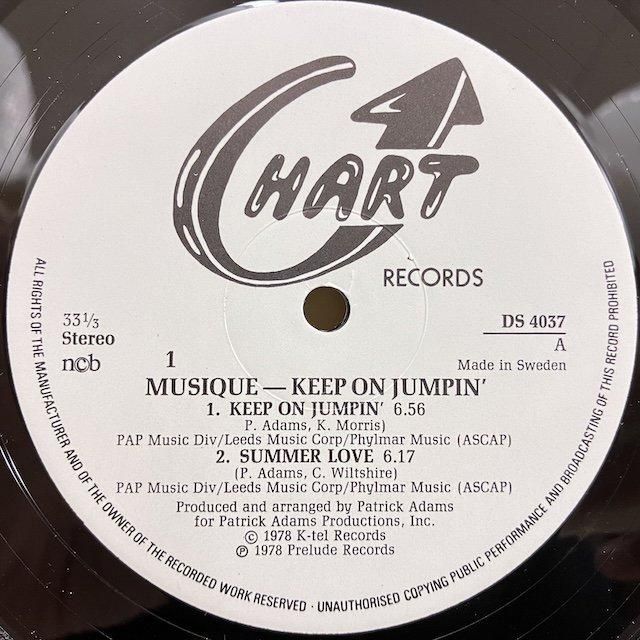 CHART
RECORDS
33⅓
Stereo
ncb
1
DS 4037
A
Made in Sweden
MUSIQUE — KEEP ON JUMPIN'
1. KEEP ON JUMPIN' 6.56
P. Adams, K. Morris)
PAP Music Div/Leeds Music Corp/Phylmar Music (ASCAP)
2. SUMMER LOVE 6.17
(P. Adams, C. Wiltshire)
PAP Music Div/Leeds Music Corp/Phylmar Music (ASCAP)
Produced and arranged by Patrick Adams
for Patrick Adams Productions, Inc.
© 1978 K-tel Records
℗ 1978 Prelude Records
ALL RIGHTS OF THE MANUFACTURER AND OF THE OWNER OF THE RECORDED WORK RESERVED · UNAUTHORISED COPYING PUBLIC PERFORMANCE AND BROADCASTING OF THIS RECORD PROHIBITED